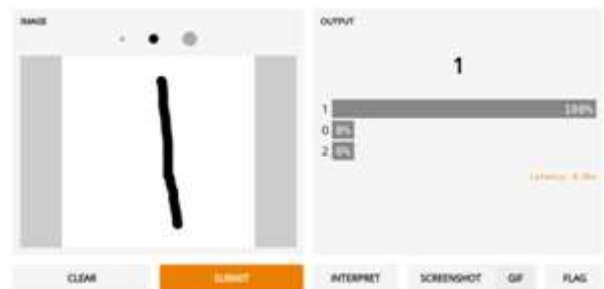 IMAGE
OUTPUT
1
1 100%
0 0%
2 0%
CLEAR
SUBMIT
INTERPRET
SCREENSHOT
GIF
FLAG